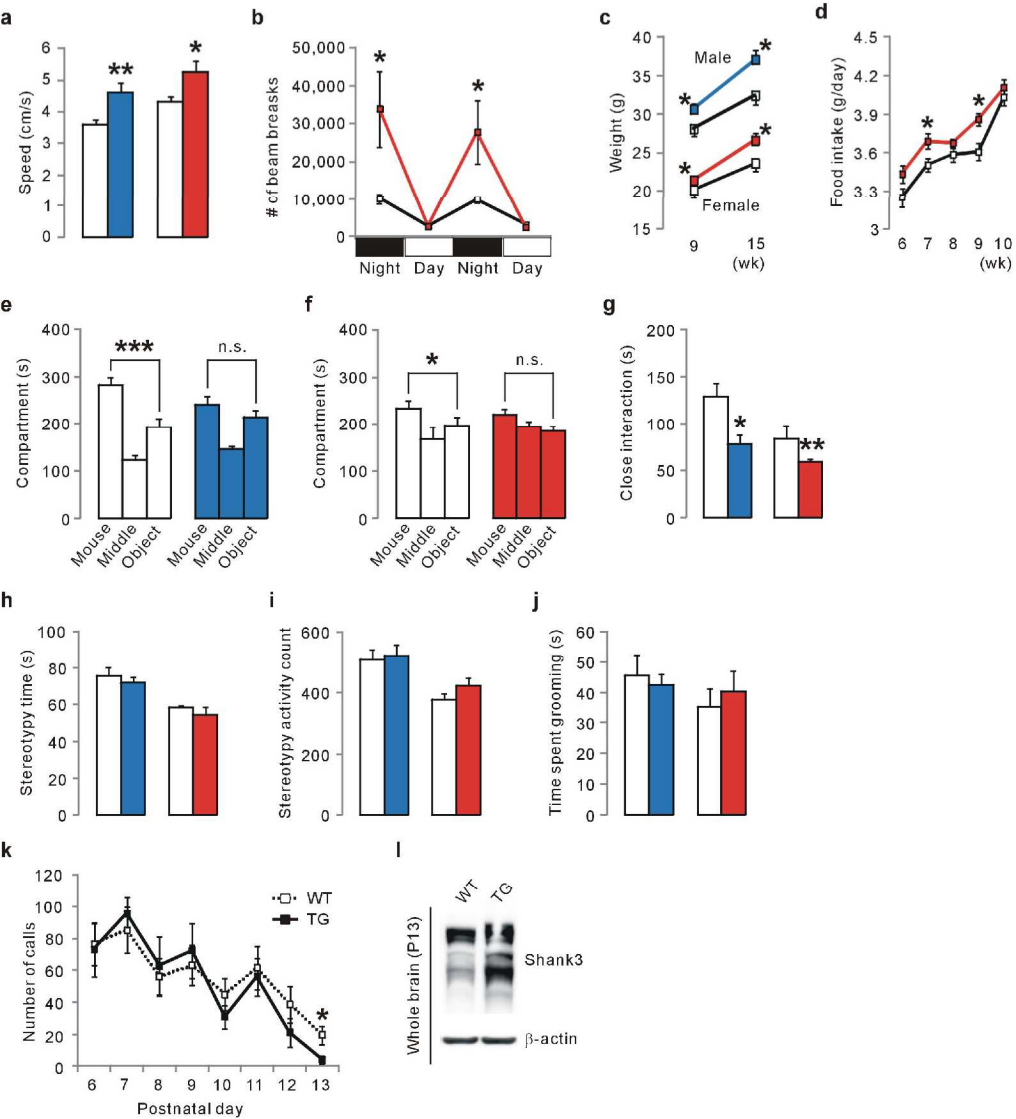 a
Speed (cm/s)
6
5
4
3
2
1
0
**
*
b
# cf beam breasks
50,000
40,000
30,000
20,000
10,000
0
*
*
Night Day Night Day
c
Weight (g)
40
35
30
25
20
15
Male
*
*
*
*
Female
9 15
(wk)
d
Food intake (g/day)
4.5
4.2
3.9
3.6
3.3
3
*
*
6 7 8 9 10
(wk)
e
Compartment (s)
400
300
200
100
0
***
n.s.
Mouse Middle Object Mouse Middle Object
f
Compartment (s)
400
300
200
100
0
*
n.s.
Mouse Middle Object Mouse Middle Object
g
Close interaction (s)
200
150
100
50
0
*
**
h
Stereotypy time (s)
100
80
60
40
20
0
i
Stereotypy activity count
600
400
200
0
j
Time spent grooming (s)
60
50
40
30
20
10
0
k
Number of calls
120
100
80
60
40
20
0
WT
TG
*
6 7 8 9 10 11 12 13
Postnatal day
l
Whole brain (P13)
WT TG
Shank3
β-actin